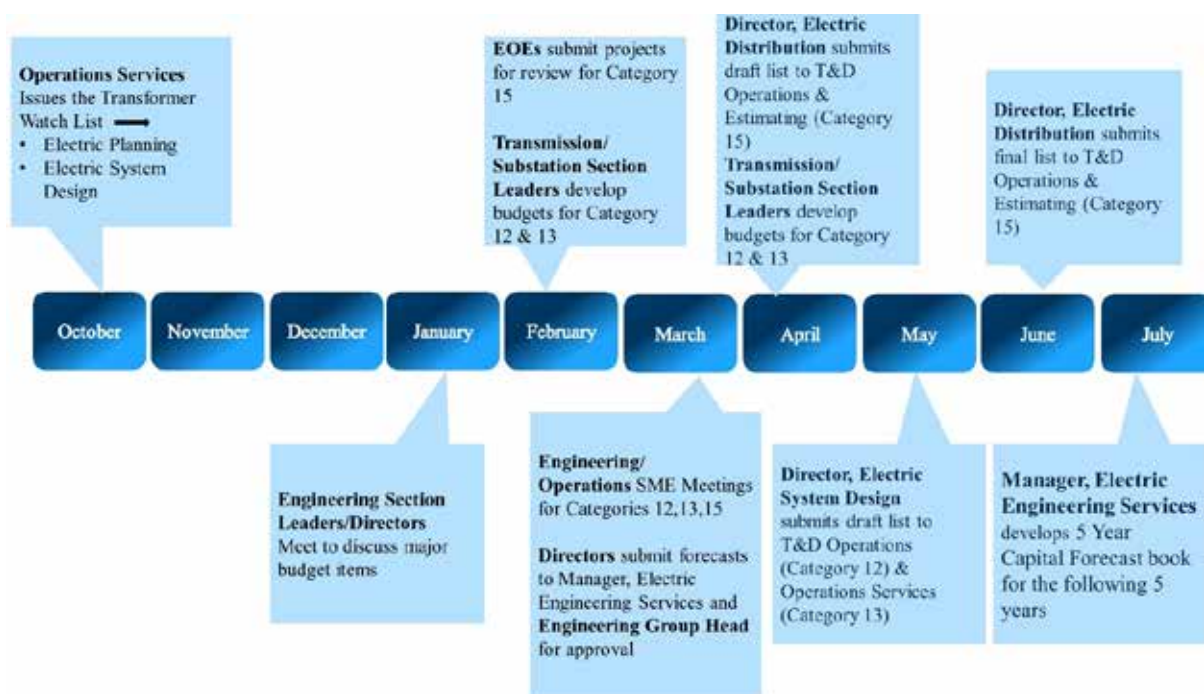 Operations Services
Issues the Transformer
Watch List
• Electric Planning
• Electric System
Design
EOEs submit projects
for review for Category
15
Transmission/
Substation Section
Leaders develop
budgets for Category
12 & 13
Director, Electric
Distribution submits
draft list to T&D
Operations &
Estimating (Category
15)
Transmission/
Substation Section
Leaders develop
budgets for Category
12 & 13
Director, Electric
Distribution submits
final list to T&D
Operations &
Estimating (Category
15)
October
November
December
January
February
March
April
May
June
July
Engineering Section
Leaders/Directors
Meet to discuss major
budget items
Engineering/
Operations SME Meetings
for Categories 12,13,15
Directors submit forecasts
to Manager, Electric
Engineering Services and
Engineering Group Head
for approval
Director, Electric
System Design
submits draft list to
T&D Operations
(Category 12) &
Operations Services
(Category 13)
Manager, Electric
Engineering Services
develops 5 Year
Capital Forecast book
for the following 5
years